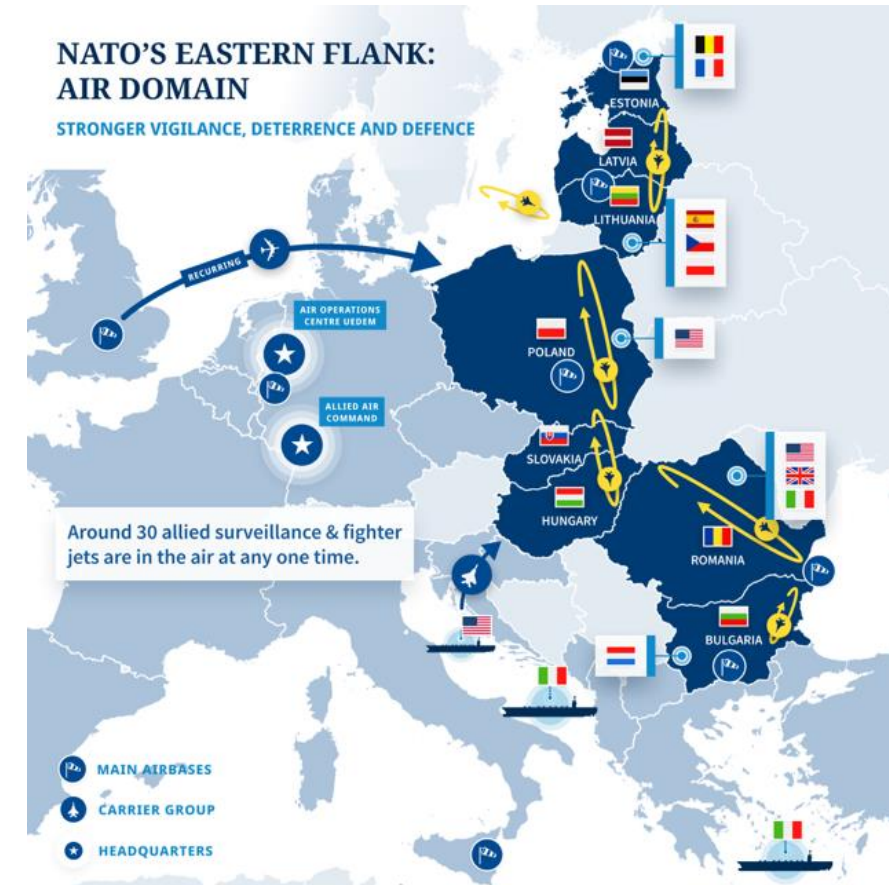 NATO'S EASTERN FLANK:
AIR DOMAIN
STRONGER VIGILANCE, DETERRENCE AND DEFENCE
ESTONIA
LATVIA
LITHUANIA
RECURRING
AIR OPERATIONS
CENTRE UEDEM
POLAND
ALLIED AIR
COMMAND
SLOVAKIA
HUNGARY
Around 30 allied surveillance & fighter
jets are in the air at any one time.
ROMANIA
BULGARIA
MAIN AIRBASES
CARRIER GROUP
HEADQUARTERS